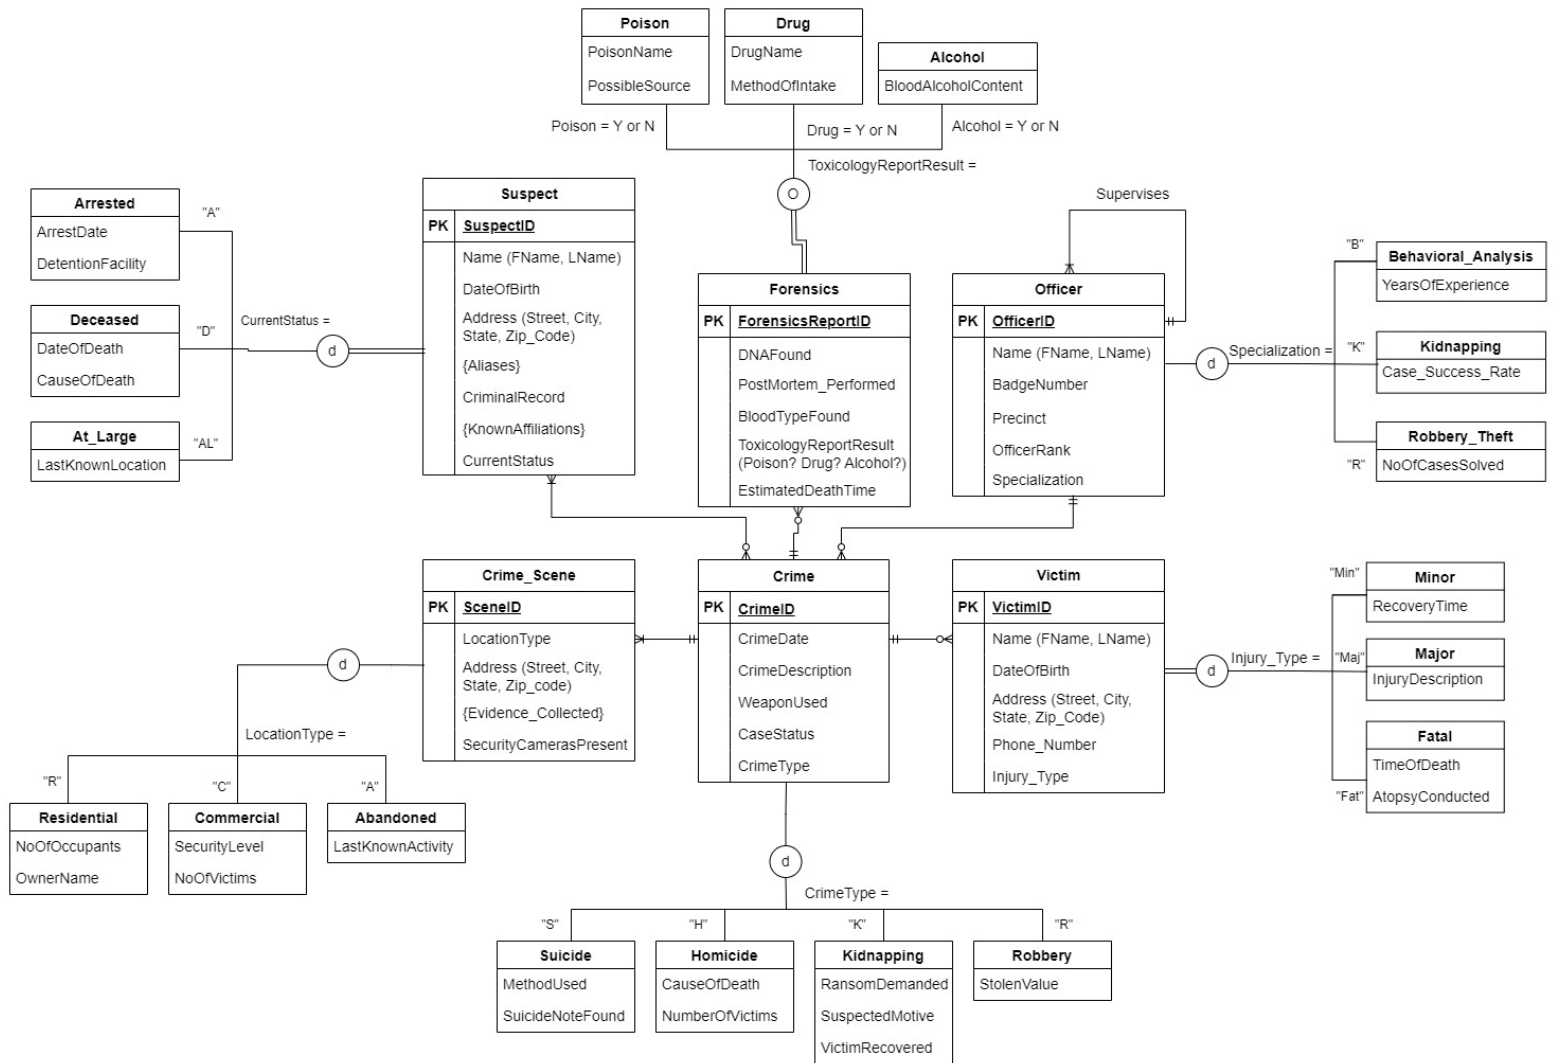 Poison
PoisonName
PossibleSource
Drug
DrugName
MethodOfIntake
Alcohol
BloodAlcoholContent
Poison = Y or N
Drug = Y or N
Alcohol = Y or N
ToxicologyReportResult =
O
Arrested
ArrestDate
DetentionFacility
"A"
Deceased
DateOfDeath
CauseOfDeath
"D"
At_Large
LastKnownLocation
"AL"
CurrentStatus =
d
Suspect
PK SuspectID
Name (FName, LName)
DateOfBirth
Address (Street, City,
State, Zip_Code)
{Aliases}
CriminalRecord
{KnownAffiliations}
CurrentStatus
Forensics
PK ForensicsReportID
DNAFound
PostMortem_Performed
BloodTypeFound
ToxicologyReportResult
(Poison? Drug? Alcohol?)
EstimatedDeathTime
Supervises
Officer
PK OfficerID
Name (FName, LName)
BadgeNumber
Precinct
OfficerRank
Specialization
d
Specialization =
"B"
Behavioral_Analysis
YearsOfExperience
"K"
Kidnapping
Case_Success_Rate
"R"
Robbery_Theft
NoOfCasesSolved
Crime_Scene
PK SceneID
LocationType
Address (Street, City,
State, Zip_code)
{Evidence_Collected}
SecurityCamerasPresent
d
LocationType =
"R"
"C"
"A"
Residential
NoOfOccupants
OwnerName
Commercial
SecurityLevel
NoOfVictims
Abandoned
LastKnownActivity
Crime
PK CrimeID
CrimeDate
CrimeDescription
WeaponUsed
CaseStatus
CrimeType
Victim
PK VictimID
Name (FName, LName)
DateOfBirth
Address (Street, City,
State, Zip_Code)
Phone_Number
Injury_Type
d
Injury_Type =
"Min"
Minor
RecoveryTime
"Maj"
Major
InjuryDescription
"Fat"
Fatal
TimeOfDeath
AtopsyConducted
d
CrimeType =
"S"
"H"
"K"
"R"
Suicide
MethodUsed
SuicideNoteFound
Homicide
CauseOfDeath
NumberOfVictims
Kidnapping
RansomDemanded
SuspectedMotive
VictimRecovered
Robbery
StolenValue